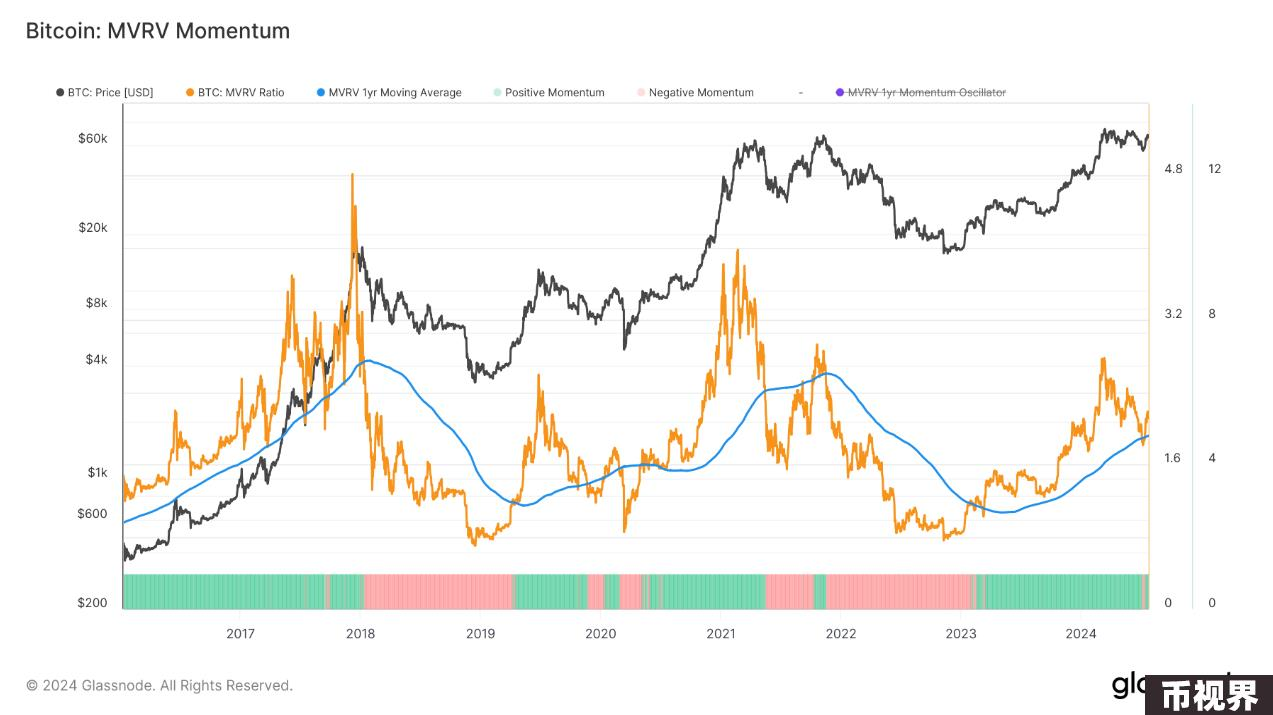 Bitcoin: MVRV Momentum
BTC: Price [USD] BTC: MVRV Ratio MVRV 1yr Moving Average Positive Momentum Negative Momentum - MVRV 1yr Momentum Oscillator
$60k
4.8 12
$20k
$8k
3.2 8
$4k
$1k
1.6 4
$600
$200
0 0
2017 2018 2019 2020 2021 2022 2023 2024
© 2024 Glassnode. All Rights Reserved.
币视界